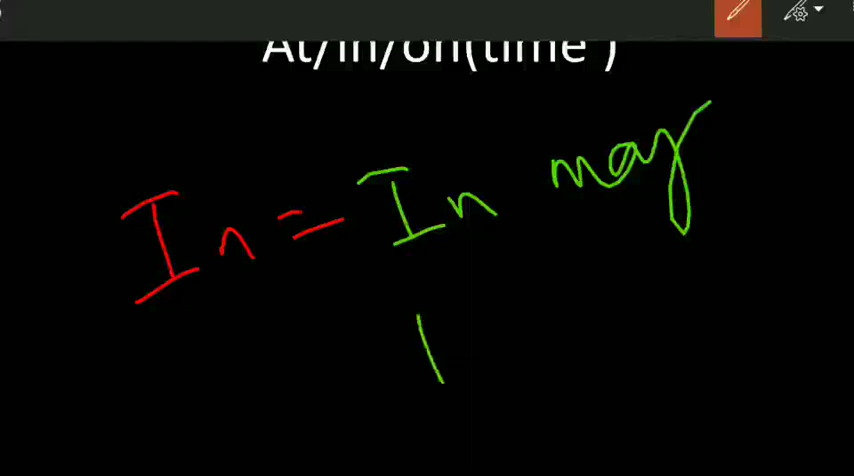 At/in/on(time )
In = In may